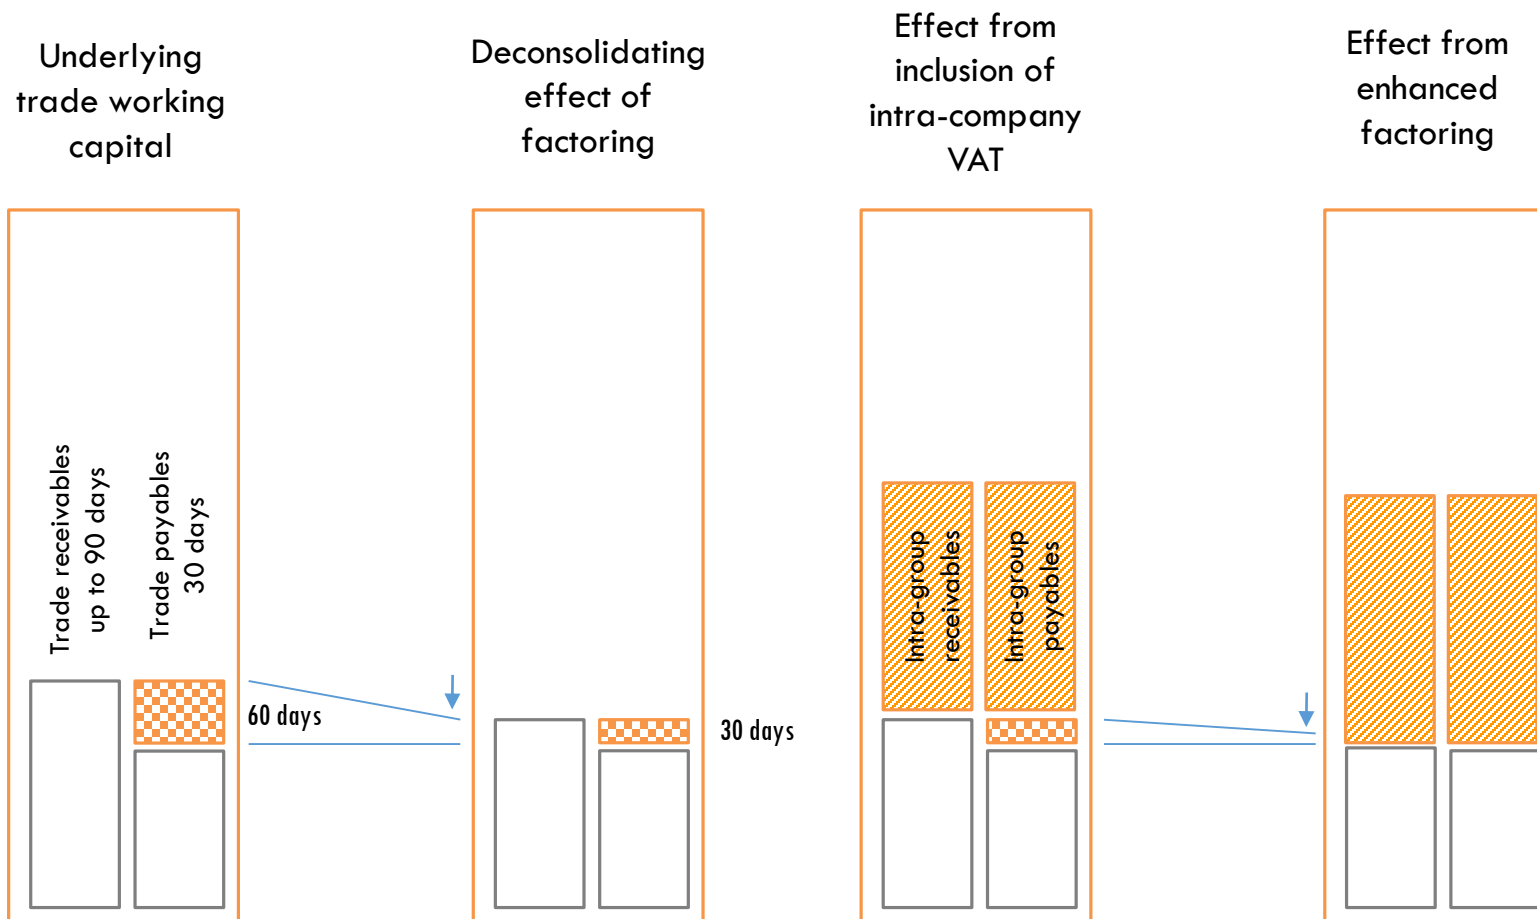 Underlying
trade working
capital
Deconsolidating
effect of
factoring
Effect from
inclusion of
intra-company
VAT
Effect from
enhanced
factoring
Trade receivables
up to 90 days
Trade payables
30 days
60 days
30 days
Intra-group
receivables
Intra-group
payables